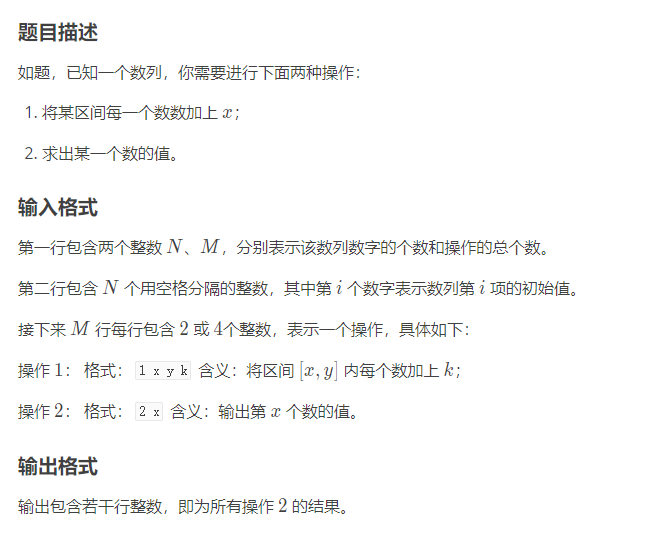 题目描述
如题，已知一个数列，你需要进行下面两种操作：
1. 将某区间每一个数数加上 x；
2. 求出某一个数的值。
输入格式
第一行包含两个整数 N、M，分别表示该数列数字的个数和操作的总个数。
第二行包含 N 个用空格分隔的整数，其中第 i 个数字表示数列第 i 项的初始值。
接下来 M 行每行包含 2 或 4个整数，表示一个操作，具体如下：
操作 1： 格式：1 x y k 含义：将区间 [x, y] 内每个数加上 k；
操作 2： 格式：2 x 含义：输出第 x 个数的值。
输出格式
输出包含若干行整数，即为所有操作 2 的结果。